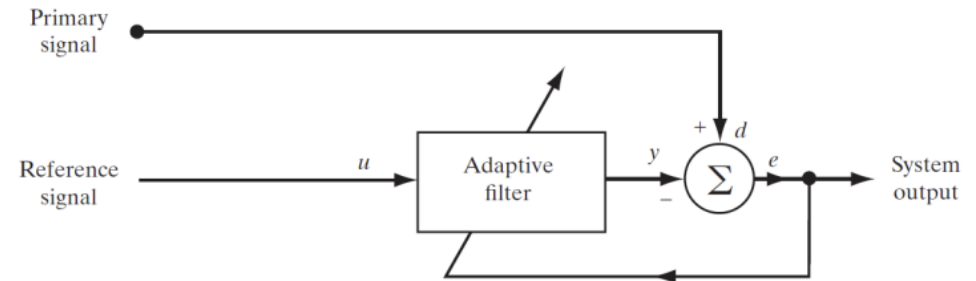 Primary
signal
+
d
Reference
signal
u
Adaptive
filter
y
−
Σ
e
System
output